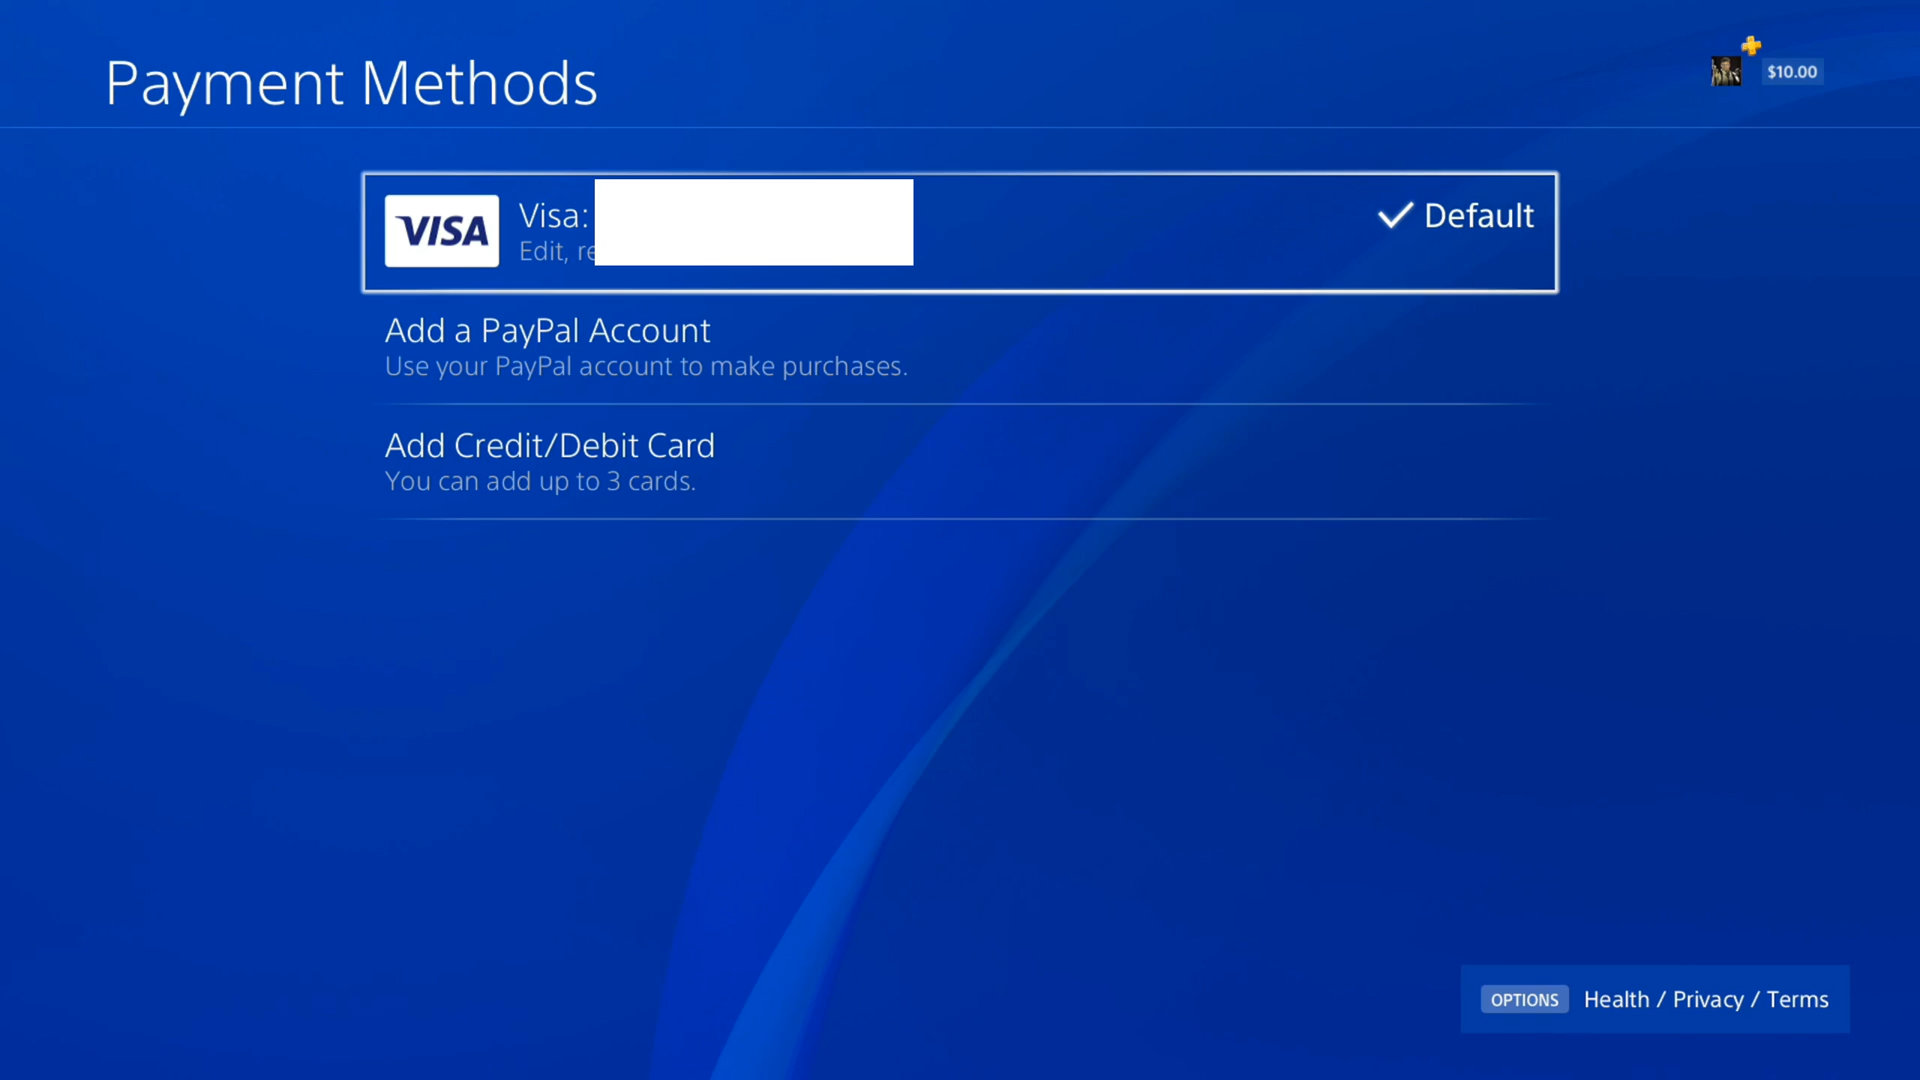 Payment Methods
$10.00
VISA
Visa:
Default
Edit,
Add a PayPal Account
Use your PayPal account to make purchases.
Add Credit/Debit Card
You can add up to 3 cards.
OPTIONS Health / Privacy / Terms